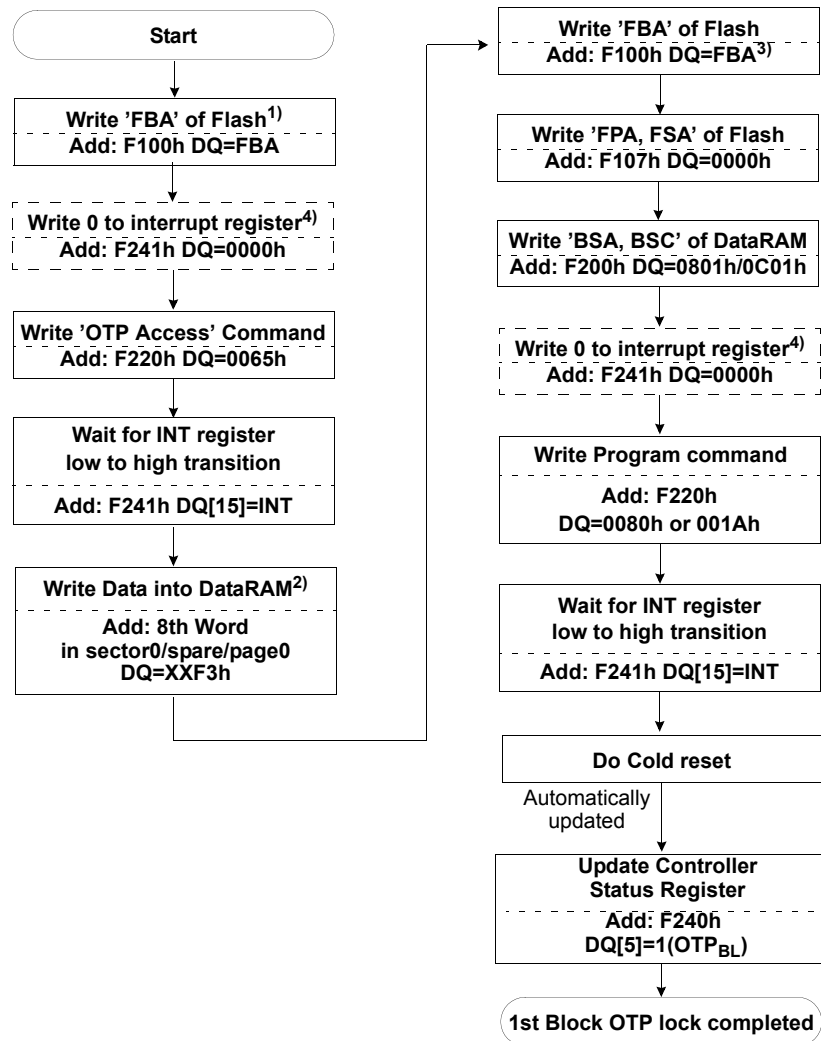 Start
Write 'FBA' of Flash1)
Add: F100h DQ=FBA
Write 0 to interrupt register4)
Add: F241h DQ=0000h
Write 'OTP Access' Command
Add: F220h DQ=0065h
Wait for INT register
low to high transition
Add: F241h DQ[15]=INT
Write Data into DataRAM2)
Add: 8th Word
in sector0/spare/page0
DQ=XXF3h
Write 'FBA' of Flash
Add: F100h DQ=FBA3)
Write 'FPA, FSA' of Flash
Add: F107h DQ=0000h
Write 'BSA, BSC' of DataRAM
Add: F200h DQ=0801h/0C01h
Write 0 to interrupt register4)
Add: F241h DQ=0000h
Write Program command
Add: F220h
DQ=0080h or 001Ah
Wait for INT register
low to high transition
Add: F241h DQ[15]=INT
Do Cold reset
Automatically
updated
Update Controller
Status Register
Add: F240h
DQ[5]=1(OTPBL)
1st Block OTP lock completed